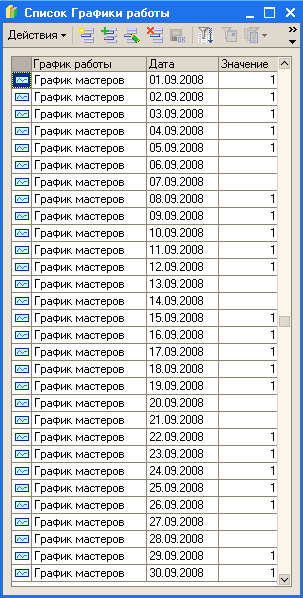 Список Графики работы
Действия
График работы Дата Значение
График мастеров 01.09.2008 1
График мастеров 02.09.2008 1
График мастеров 03.09.2008 1
График мастеров 04.09.2008 1
График мастеров 05.09.2008 1
График мастеров 06.09.2008
График мастеров 07.09.2008
График мастеров 08.09.2008 1
График мастеров 09.09.2008 1
График мастеров 10.09.2008 1
График мастеров 11.09.2008 1
График мастеров 12.09.2008 1
График мастеров 13.09.2008
График мастеров 14.09.2008
График мастеров 15.09.2008 1
График мастеров 16.09.2008 1
График мастеров 17.09.2008 1
График мастеров 18.09.2008 1
График мастеров 19.09.2008 1
График мастеров 20.09.2008
График мастеров 21.09.2008
График мастеров 22.09.2008 1
График мастеров 23.09.2008 1
График мастеров 24.09.2008 1
График мастеров 25.09.2008 1
График мастеров 26.09.2008 1
График мастеров 27.09.2008
График мастеров 28.09.2008
График мастеров 29.09.2008 1
График мастеров 30.09.2008 1